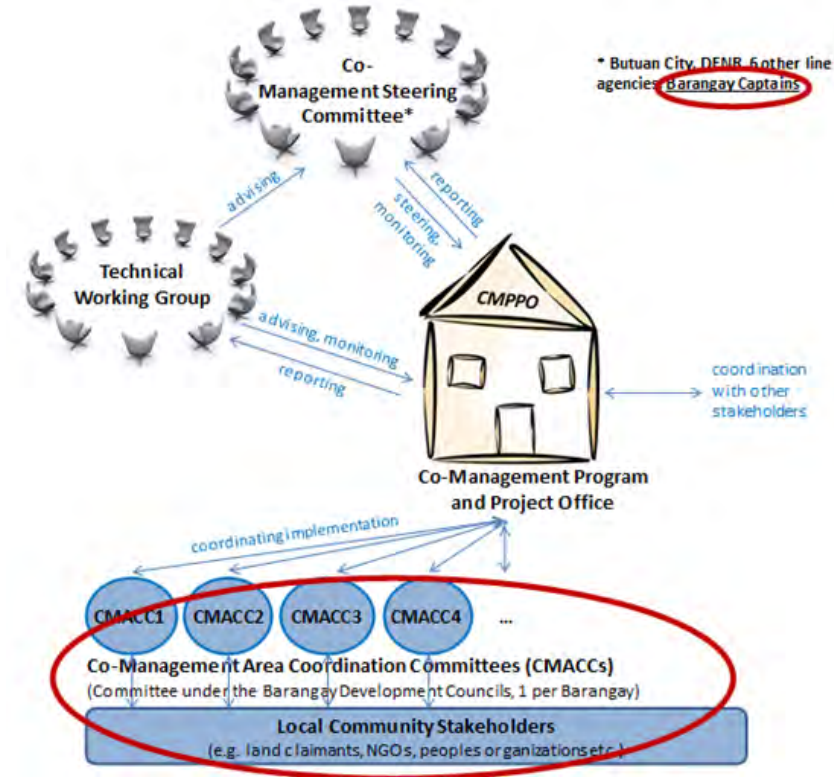 Co-
Management Steering
Committee*
* Butuan City, DENR, 6 other line
agencies, Barangay Captains
advising
reporting
steering,
monitoring
Technical
Working Group
CMPPO
advising, monitoring
reporting
coordination
with other
stakeholders
Co-Management Program
and Project Office
coordinating implementation
CMACC1 CMACC2 CMACC3 CMACC4 ...
Co-Management Area Coordination Committees (CMACCs)
(Committee under the Barangay Development Councils, 1 per Barangay)
Local Community Stakeholders
(e.g. land claimants, NGOs, peoples organizations etc.)